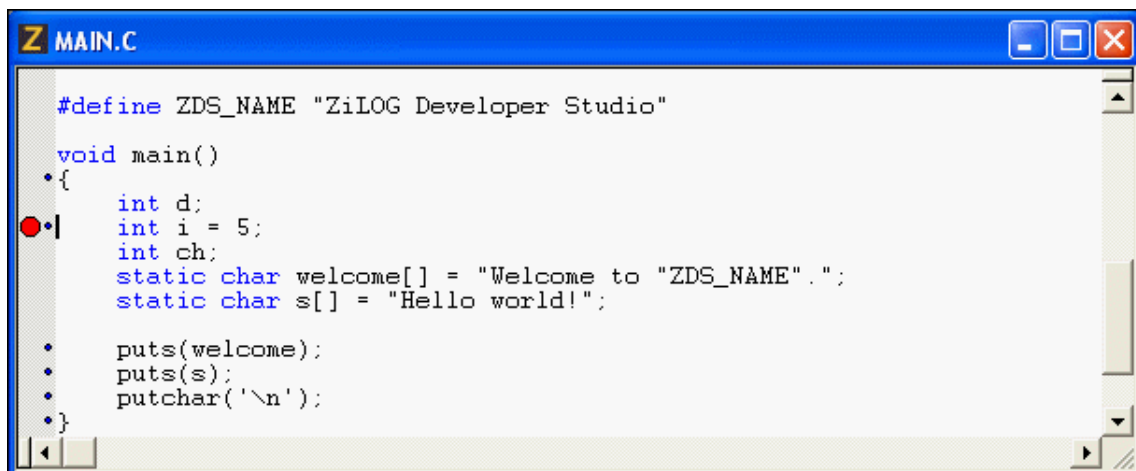 Z MAIN.C
#define ZDS_NAME "ZiLOG Developer Studio"
void main()
{
int d;
int i = 5;
int ch;
static char welcome[] = "Welcome to "ZDS_NAME".";
static char s[] = "Hello world!";
puts(welcome);
puts(s);
putchar('\n');
}